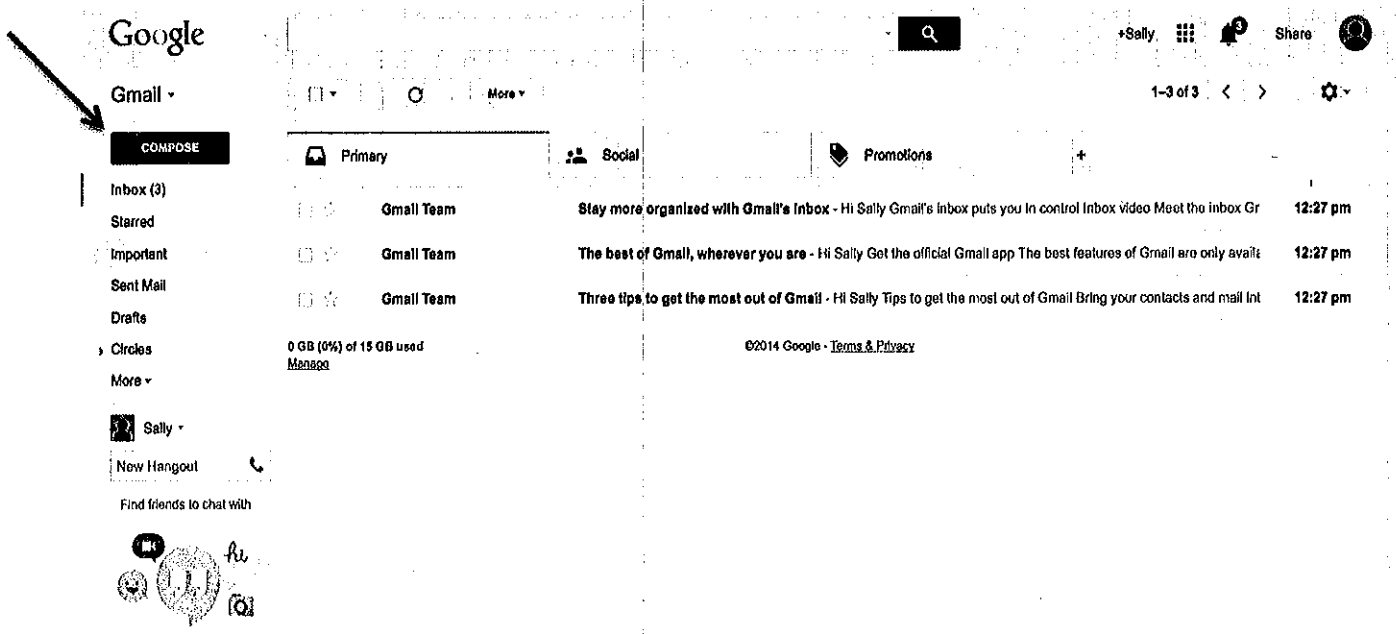 Google
+Sally 3 Share
Gmail More 1–3 of 3
COMPOSE
Primary Social Promotions +
Inbox (3)
Gmail Team Stay more organized with Gmail's Inbox - Hi Sally Gmail's Inbox puts you in control Inbox video Meet the inbox Gr 12:27 pm
Starred
Important
Gmail Team The best of Gmail, wherever you are - Hi Sally Get the official Gmail app The best features of Gmail are only availa 12:27 pm
Sent Mail
Gmail Team Three tips to get the most out of Gmail - Hi Sally Tips to get the most out of Gmail Bring your contacts and mail int 12:27 pm
Drafts
Circles
0 GB (0%) of 15 GB used ©2014 Google - Terms & Privacy
Manage
More
Sally
New Hangout
Find friends to chat with
hi